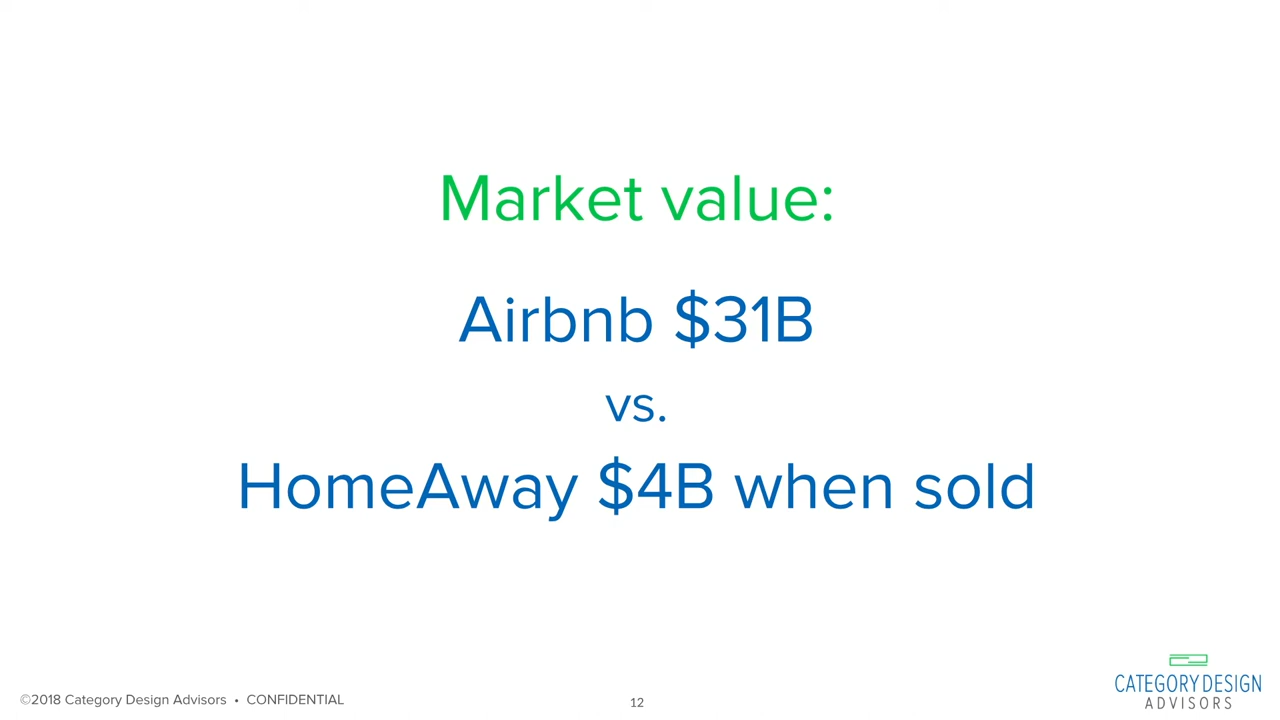 Market value:
Airbnb $31B
vs.
HomeAway $4B when sold
©2018 Category Design Advisors • CONFIDENTIAL
12
CATEGORY DESIGN
ADVISORS